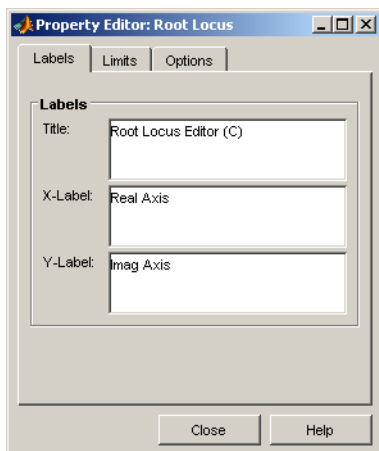 Property Editor: Root Locus
Labels Limits Options
Labels
Title: Root Locus Editor (C)
X-Label: Real Axis
Y-Label: Imag Axis
Close Help